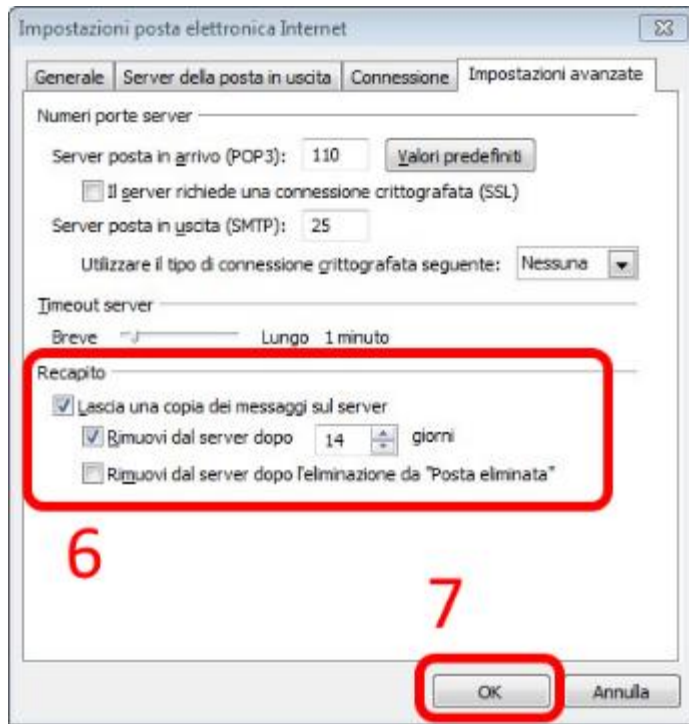 Impostazioni posta elettronica Internet
Generale Server della posta in uscita Connessione Impostazioni avanzate
Numeri porte server
Server posta in arrivo (POP3): 110 Valori predefiniti
Il server richiede una connessione crittografata (SSL)
Server posta in uscita (SMTP): 25
Utilizzare il tipo di connessione crittografata seguente: Nessuna
Timeout server
Breve Lungo 1 minuto
Recapito
Lascia una copia dei messaggi sul server
Rimuovi dal server dopo 14 giorni
Rimuovi dal server dopo l'eliminazione da "Posta eliminata"
6
7
OK Annulla